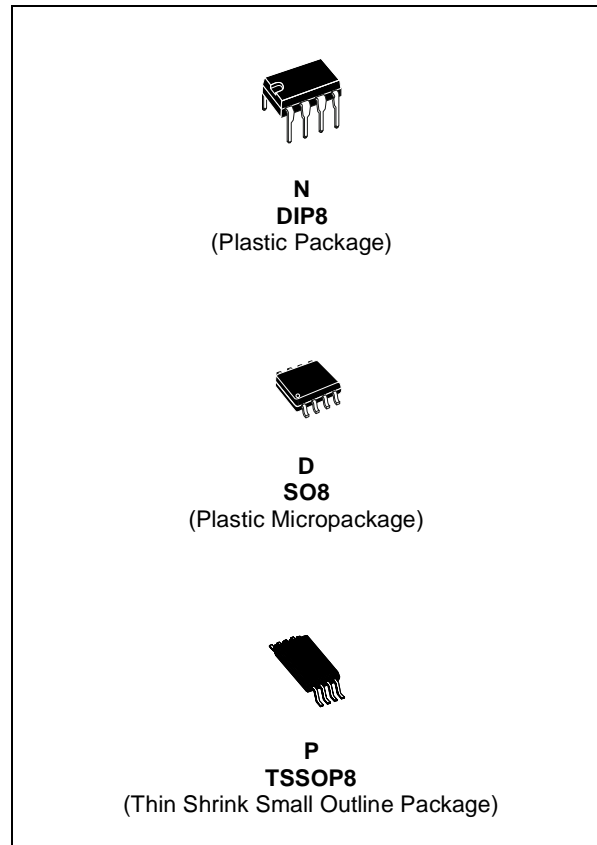 N
DIP8
(Plastic Package)
D
SO8
(Plastic Micropackage)
P
TSSOP8
(Thin Shrink Small Outline Package)